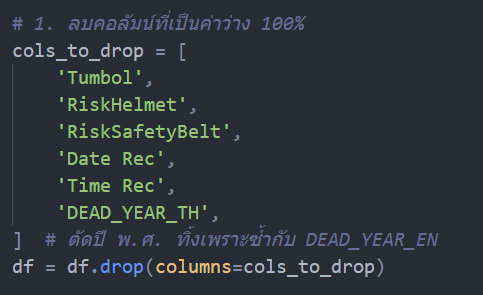 # 1. ลบคอลัมน์ที่เป็นค่าว่าง 100%
cols_to_drop = [
    'Tumbol',
    'RiskHelmet',
    'RiskSafetyBelt',
    'Date Rec',
    'Time Rec',
    'DEAD_YEAR_TH',
]  # ตัดปี พ.ศ. ทิ้งเพราะซ้ำกับ DEAD_YEAR_EN
df = df.drop(columns=cols_to_drop)